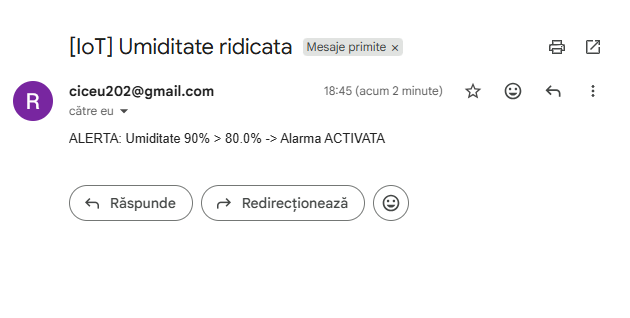 [IoT] Umiditate ridicata Mesaje primite ×
R
ciceu202@gmail.com 18:45 (acum 2 minute)
către eu
ALERTA: Umiditate 90% > 80.0% -> Alarma ACTIVATA
Răspunde Redirecționează